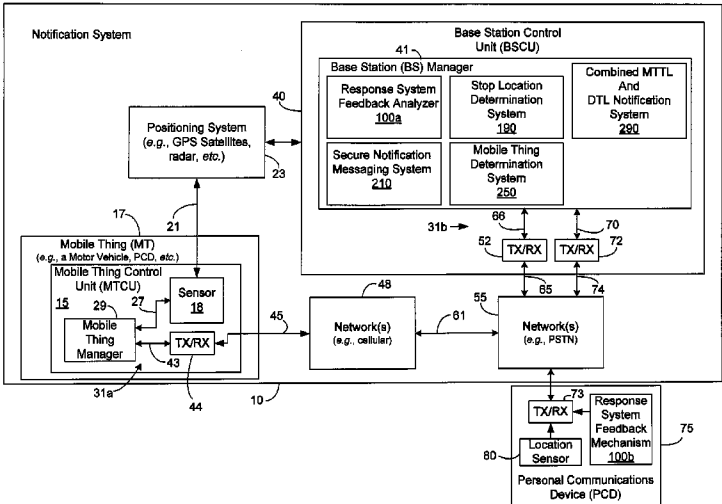 Notification System
Base Station Control
Unit (BSCU)
41
Base Station (BS) Manager
40
Response System
Feedback Analyzer
100a
Stop Location
Determination
System
190
Combined MTTL
And
DTL Notification
System
290
Secure Notification
Messaging System
210
Mobile Thing
Determination
System
250
Positioning System
(e.g., GPS Satellites,
radar, etc.)
23
21
17
31b
66
70
52
TX/RX
TX/RX
72
65
74
Mobile Thing (MT)
(e.g., a Motor Vehicle, PCD, etc.)
Mobile Thing Control
Unit (MTCU)
15
29
27
Sensor
18
Mobile
Thing
Manager
43
TX/RX
44
31a
45
48
Network(s)
(e.g., cellular)
61
55
Network(s)
(e.g., PSTN)
10
73
TX/RX
Response
System
Feedback
Mechanism
100b
75
80
Location
Sensor
Personal Communications
Device (PCD)